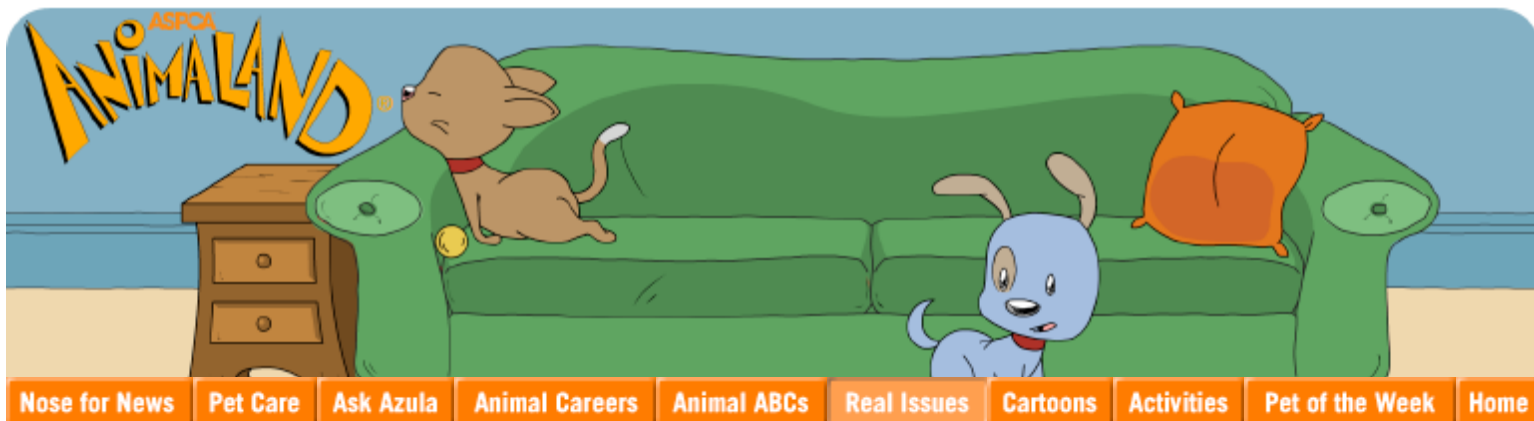 ASPCA
ANIMALAND®
Nose for News Pet Care Ask Azula Animal Careers Animal ABCs Real Issues Cartoons Activities Pet of the Week Home